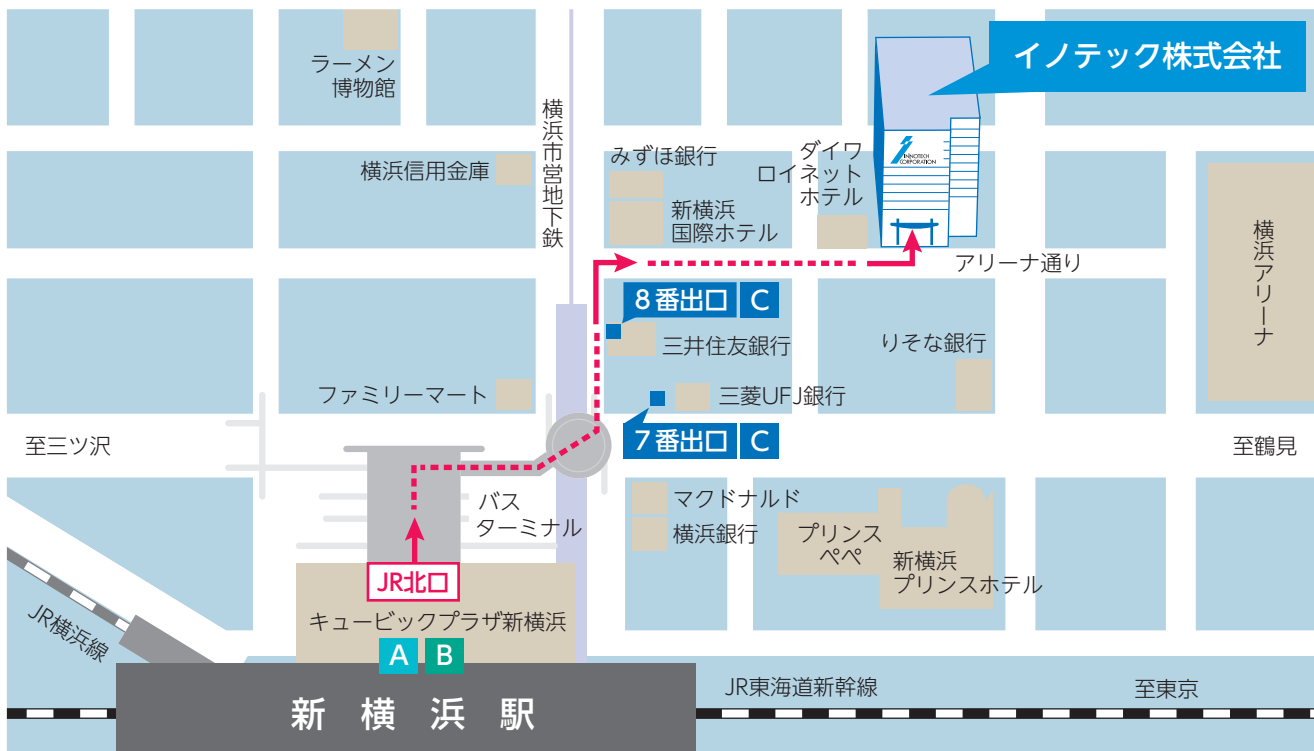 イノテック株式会社
ラーメン
博物館
横浜市営地下鉄
横浜信用金庫
みずほ銀行
新横浜
国際ホテル
ダイワ
ロイネット
ホテル
INNOTECH
CORPORATION
アリーナ通り
横浜アリーナ
8番出口 C
三井住友銀行
りそな銀行
ファミリーマート
三菱UFJ銀行
7番出口 C
至三ツ沢
至鶴見
バス
ターミナル
マクドナルド
横浜銀行
プリンス
ペペ
新横浜
プリンスホテル
JR北口
キュービックプラザ新横浜
A B
JR横浜線
新横浜駅
JR東海道新幹線
至東京